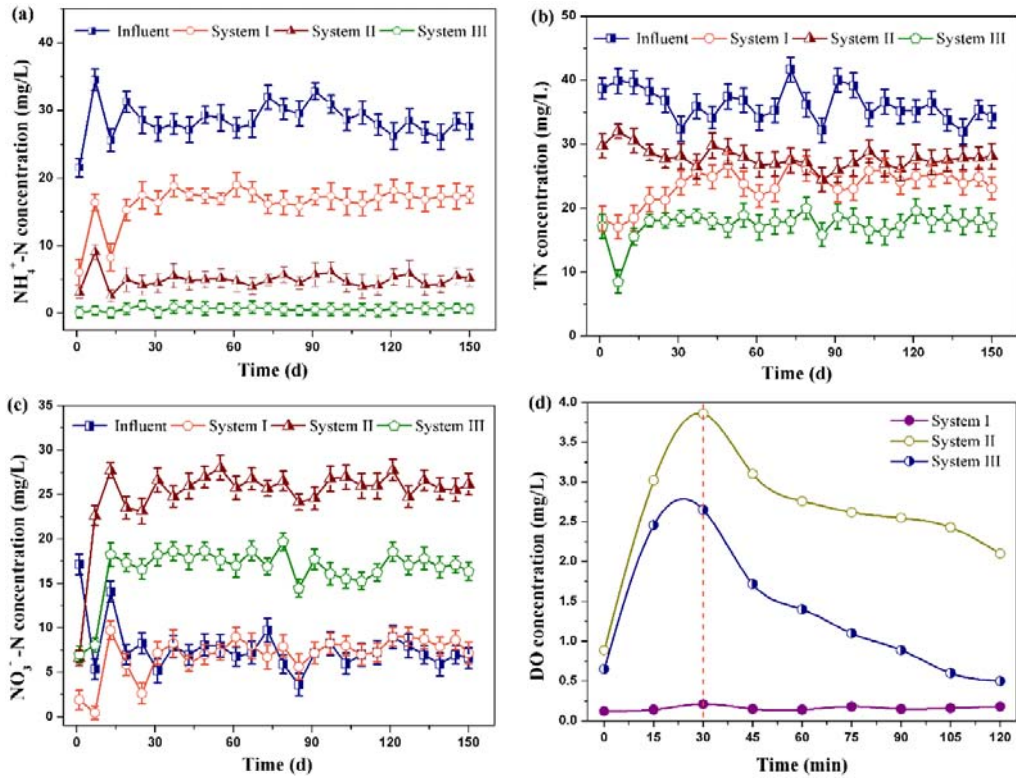 (a)
Influent System I System II System III
NH₄⁺-N concentration (mg/L)
45
30
20
10
0
0 30 60 90 120 150
Time (d)
(b)
Influent System I System II System III
TN concentration (mg/L)
50
40
30
20
10
0
0 30 60 90 120 150
Time (d)
(c)
Influent System I System II System III
NO₃⁻-N concentration (mg/L)
35
30
25
20
15
10
5
0
0 30 60 90 120 150
Time (d)
(d)
System I
System II
System III
DO concentration (mg/L)
4.0
3.5
3.0
2.5
2.0
1.5
1.0
0.5
0.0
0 15 30 45 60 75 90 105 120
Time (min)